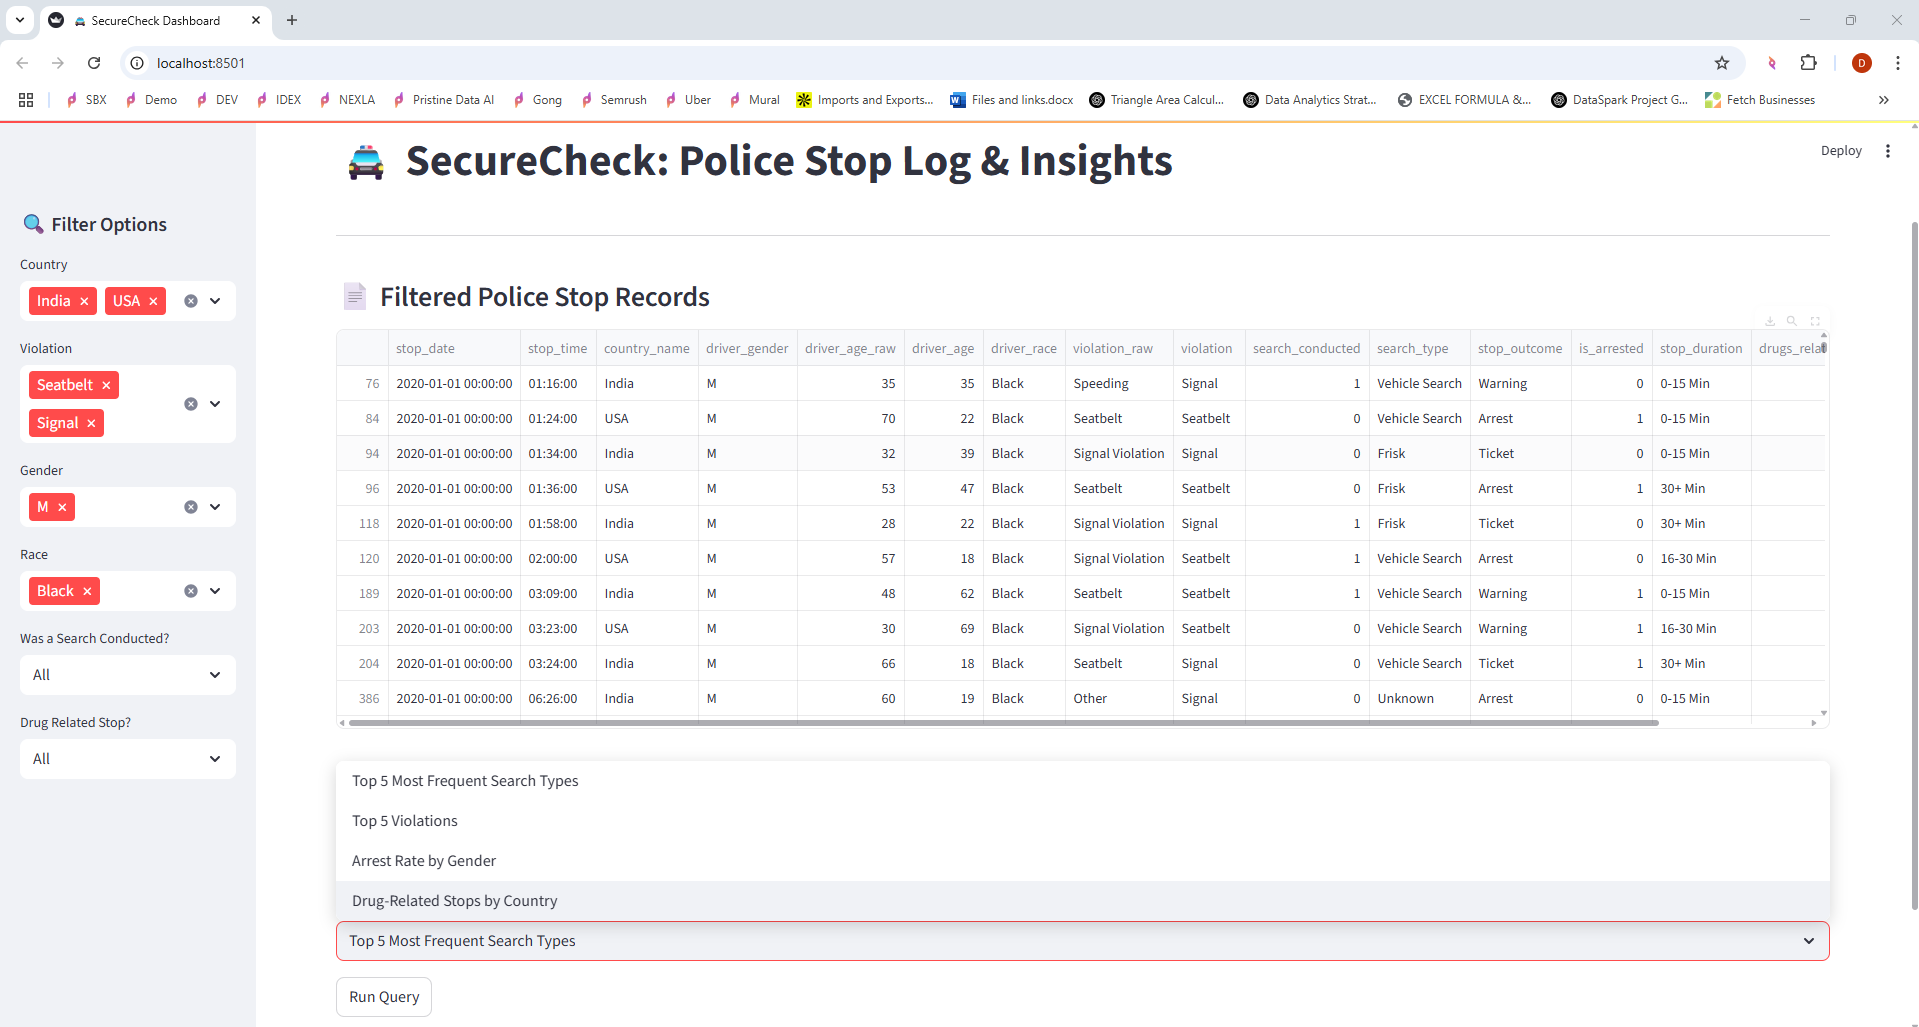 SecureCheck Dashboard
localhost:8501
SBX Demo DEV IDEX NEXLA Pristine Data AI Gong Semrush Uber Mural Imports and Exports... Files and links.docx Triangle Area Calcul... Data Analytics Strat... EXCEL FORMULA &... DataSpark Project G... Fetch Businesses
D
Deploy
SecureCheck: Police Stop Log & Insights
Filter Options
Country
India USA
Violation
Seatbelt
Signal
Gender
M
Race
Black
Was a Search Conducted?
All
Drug Related Stop?
All
Filtered Police Stop Records
stop_date stop_time country_name driver_gender driver_age_raw driver_age driver_race violation_raw violation search_conducted search_type stop_outcome is_arrested stop_duration drugs_relat
76 2020-01-01 00:00:00 01:16:00 India M 35 35 Black Speeding Signal 1 Vehicle Search Warning 0 0-15 Min
84 2020-01-01 00:00:00 01:24:00 USA M 70 22 Black Seatbelt Seatbelt 0 Vehicle Search Arrest 1 0-15 Min
94 2020-01-01 00:00:00 01:34:00 India M 32 39 Black Signal Violation Signal 0 Frisk Ticket 0 0-15 Min
96 2020-01-01 00:00:00 01:36:00 USA M 53 47 Black Seatbelt Seatbelt 0 Frisk Arrest 1 30+ Min
118 2020-01-01 00:00:00 01:58:00 India M 28 22 Black Signal Violation Signal 1 Frisk Ticket 0 30+ Min
120 2020-01-01 00:00:00 02:00:00 USA M 57 18 Black Signal Violation Seatbelt 1 Vehicle Search Arrest 0 16-30 Min
189 2020-01-01 00:00:00 03:09:00 India M 48 62 Black Seatbelt Seatbelt 1 Vehicle Search Warning 1 0-15 Min
203 2020-01-01 00:00:00 03:23:00 USA M 30 69 Black Signal Violation Seatbelt 0 Vehicle Search Warning 1 16-30 Min
204 2020-01-01 00:00:00 03:24:00 India M 66 18 Black Seatbelt Signal 0 Vehicle Search Ticket 1 30+ Min
386 2020-01-01 00:00:00 06:26:00 India M 60 19 Black Other Signal 0 Unknown Arrest 0 0-15 Min
Top 5 Most Frequent Search Types
Top 5 Violations
Arrest Rate by Gender
Drug-Related Stops by Country
Top 5 Most Frequent Search Types
Run Query